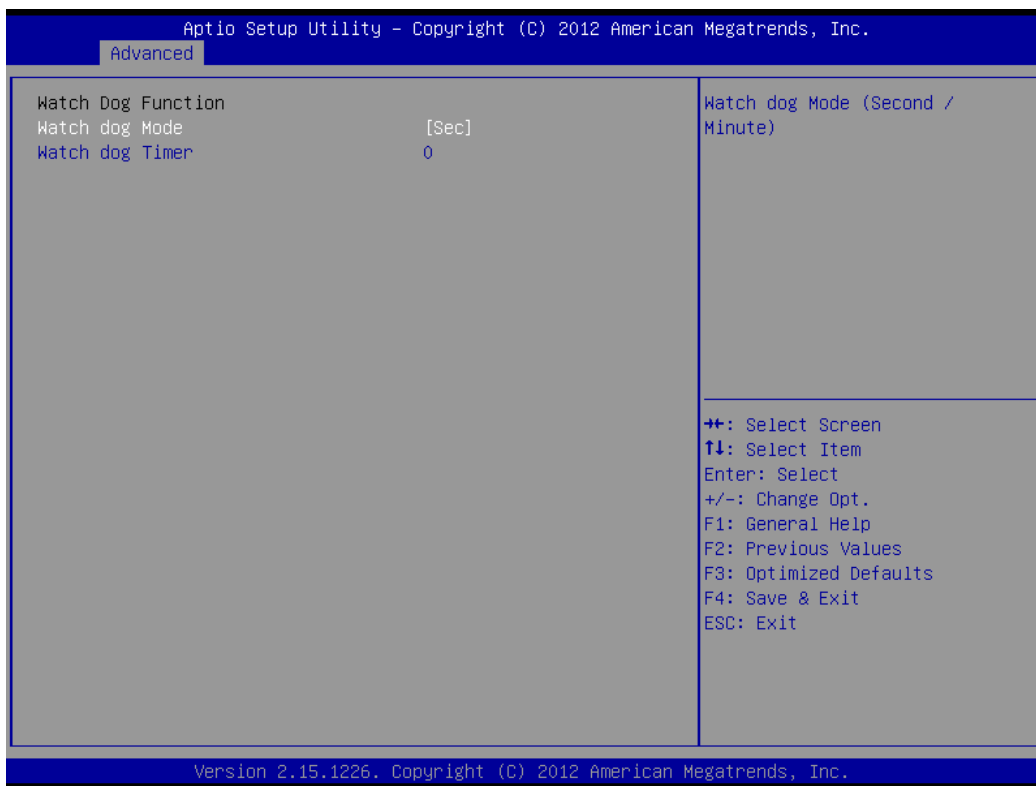 Aptio Setup Utility – Copyright (C) 2012 American Megatrends, Inc.
Advanced
Watch Dog Function
Watch dog Mode [Sec]
Watch dog Timer 0
Watch dog Mode (Second /
Minute)
→←: Select Screen
↑↓: Select Item
Enter: Select
+/-: Change Opt.
F1: General Help
F2: Previous Values
F3: Optimized Defaults
F4: Save & Exit
ESC: Exit
Version 2.15.1226. Copyright (C) 2012 American Megatrends, Inc.